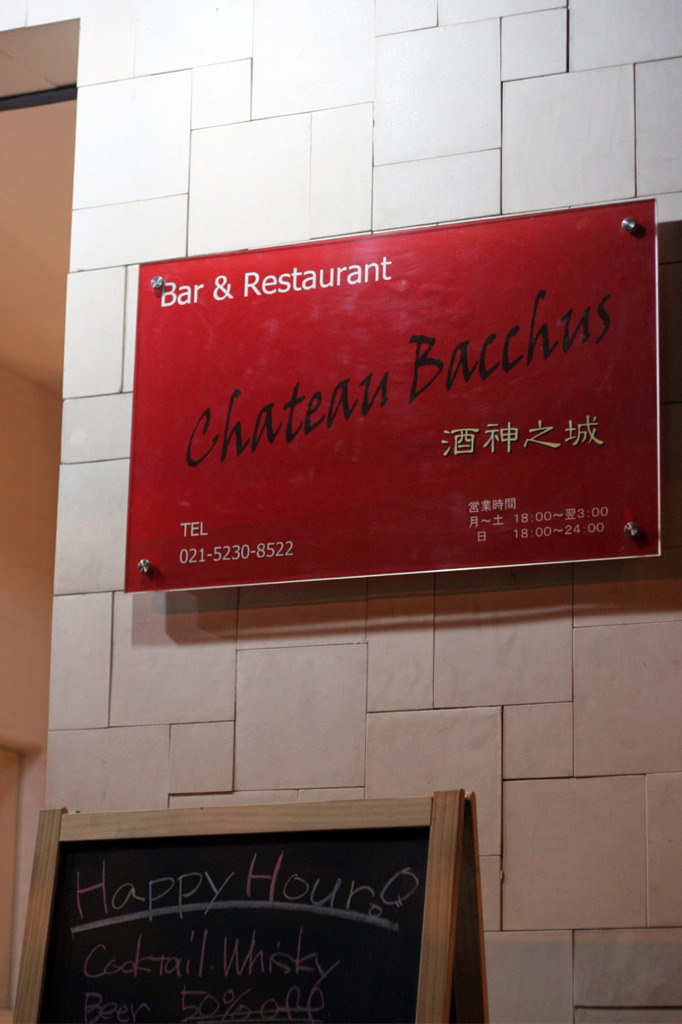 Bar & Restaurant
Chateau Bacchus
酒神之城
TEL
021-5230-8522
営業時間
月〜土 18:00〜翌3:00
日 18:00〜24:00
Happy Hour
Cocktail. Whisky
Beer 50% off